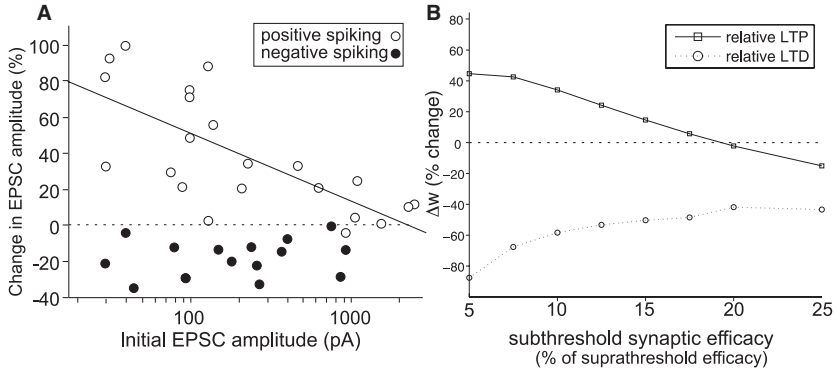 A
positive spiking
negative spiking
100
80
60
40
20
0
-20
-40
Change in EPSC amplitude (%)
100
1000
Initial EPSC amplitude (pA)
B
relative LTP
relative LTD
80
60
40
20
0
−20
−40
−60
−80
Δw (% change)
5
10
15
20
25
subthreshold synaptic efficacy
(% of suprathreshold efficacy)